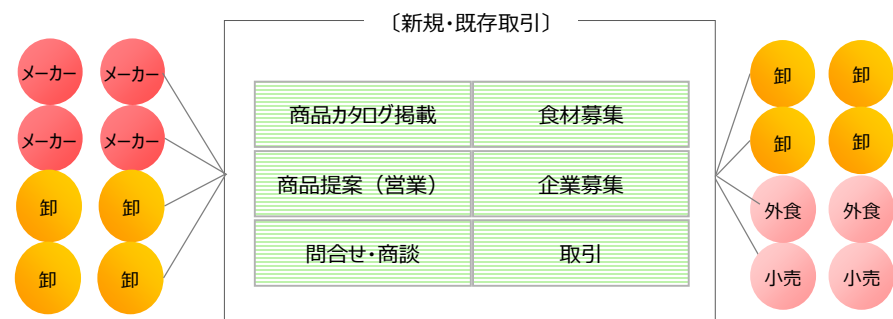 〔新規・既存取引〕
メーカー メーカー
メーカー メーカー
卸 卸
卸 卸
商品カタログ掲載 食材募集
商品提案（営業） 企業募集
問合せ・商談 取引
卸 卸
卸 卸
外食 外食
小売 小売